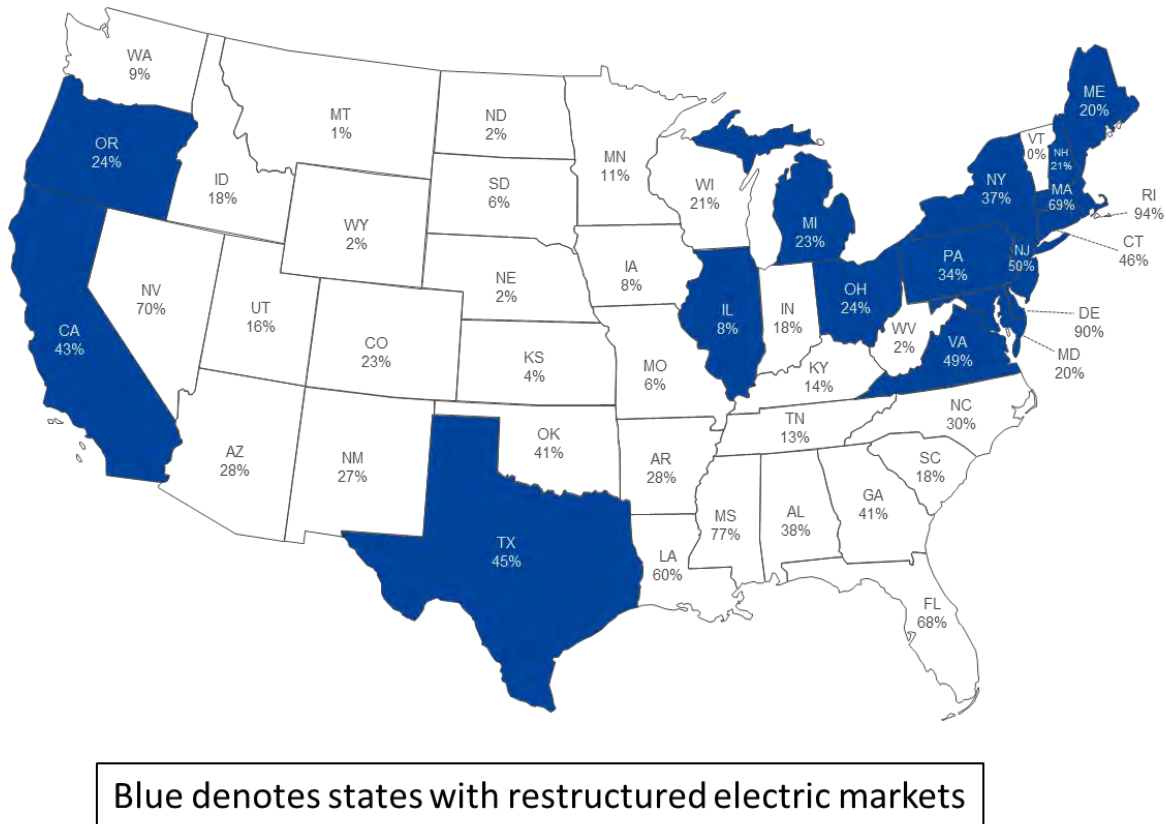 WA
9%
OR
24%
CA
43%
NV
70%
ID
18%
MT
1%
WY
2%
UT
16%
AZ
28%
CO
23%
NM
27%
ND
2%
SD
6%
NE
2%
KS
4%
OK
41%
TX
45%
MN
11%
IA
8%
MO
6%
AR
28%
LA
60%
WI
21%
IL
8%
MI
23%
IN
18%
OH
24%
KY
14%
TN
13%
MS
77%
AL
38%
GA
41%
FL
68%
SC
18%
NC
30%
VA
49%
WV
2%
PA
34%
NY
37%
NJ
50%
VT
0%
NH
21%
ME
20%
MA
69%
RI
94%
CT
46%
DE
90%
MD
20%
Blue denotes states with restructured electric markets